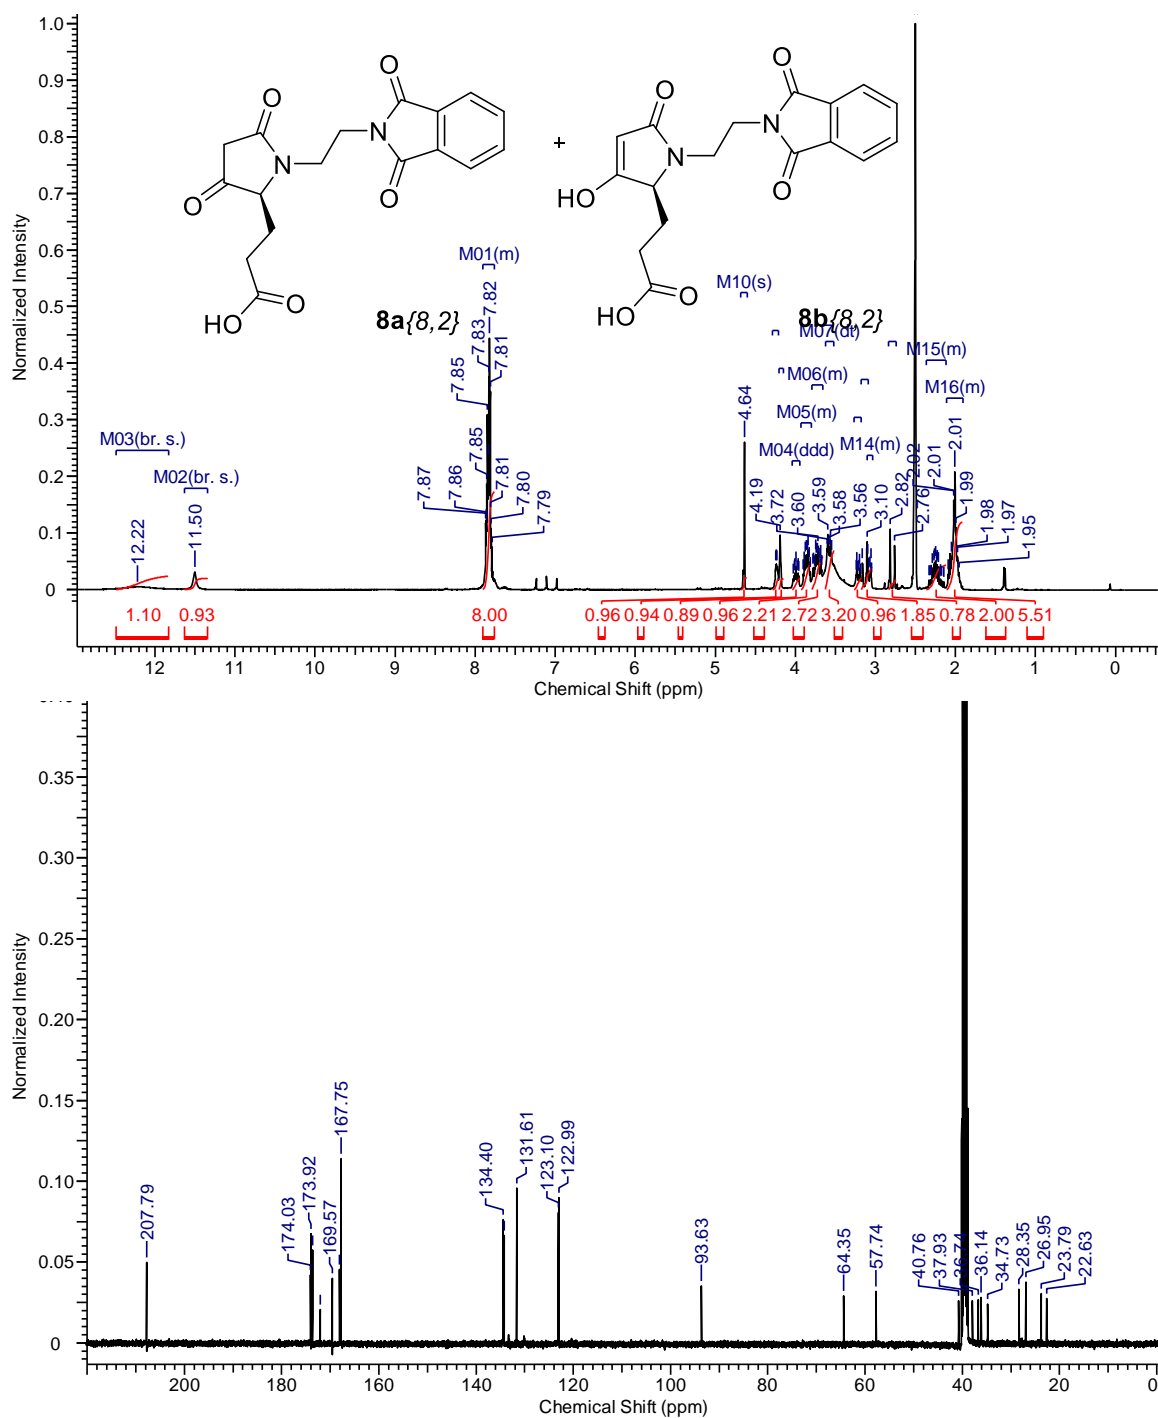 Normalized Intensity
1.0
0.9
0.8
0.7
0.6
0.5
0.4
0.3
0.2
0.1
0
O
O
N
N
O
O
O
HO
8a{8,2}
+
O
O
N
N
O
HO
O
HO
8b{8,2}
M01(m)
M10(s)
M07(dt)
M15(m)
M06(m)
M16(m)
M05(m)
M03(br. s.)
M14(m)
M04(ddd)
M02(br. s.)
12.22
11.50
7.87
7.86
7.85
7.85
7.83
7.82
7.81
7.81
7.80
7.79
4.64
4.19
3.72
3.60
3.59
3.58
3.56
3.10
2.82
2.76
2.02
2.01
2.01
1.99
1.98
1.97
1.95
1.10 0.93 8.00 0.96 0.94 0.89 0.96 2.21 2.72 3.20 0.96 1.85 0.78 2.00 5.51
12 11 10 9 8 7 6 5 4 3 2 1 0
Chemical Shift (ppm)
Normalized Intensity
0.35
0.30
0.25
0.20
0.15
0.10
0.05
0
207.79
174.03
173.92
169.57
167.75
134.40
131.61
123.10
122.99
93.63
64.35
57.74
40.76
37.93
36.74
36.14
34.73
28.35
26.95
23.79
22.63
200 180 160 140 120 100 80 60 40 20 0
Chemical Shift (ppm)